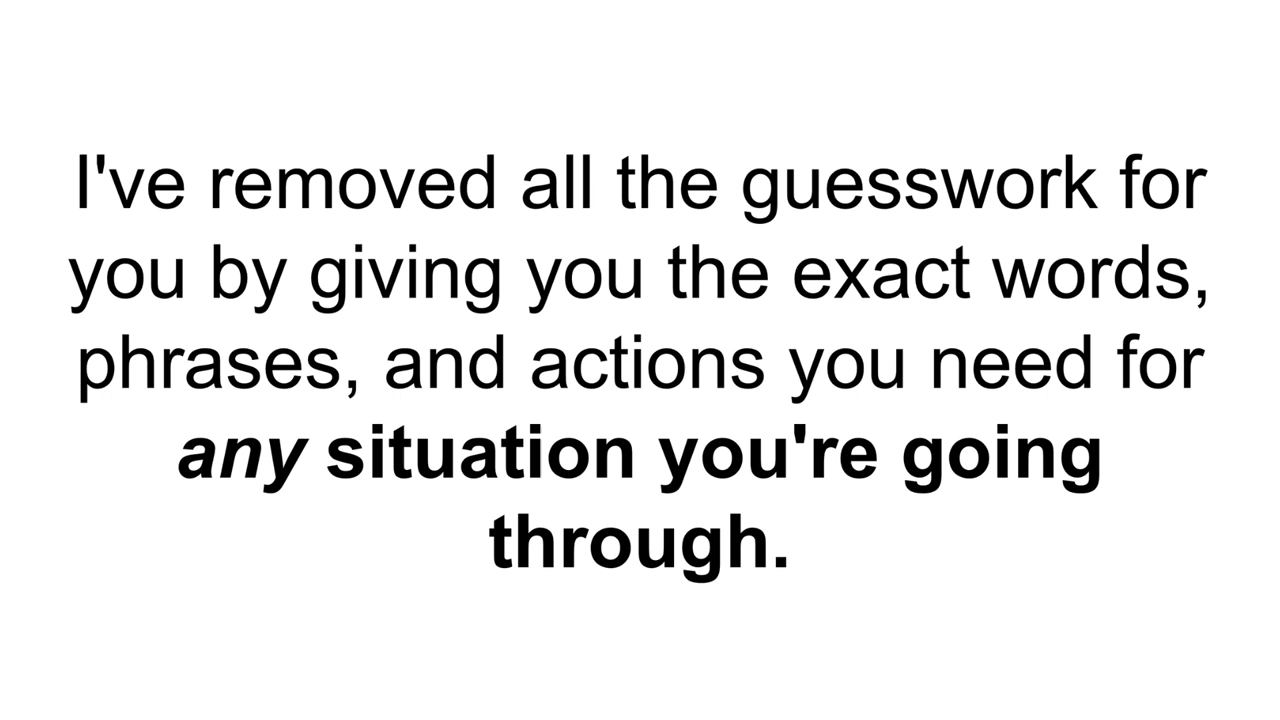 I've removed all the guesswork for
you by giving you the exact words,
phrases, and actions you need for
any situation you're going
through.